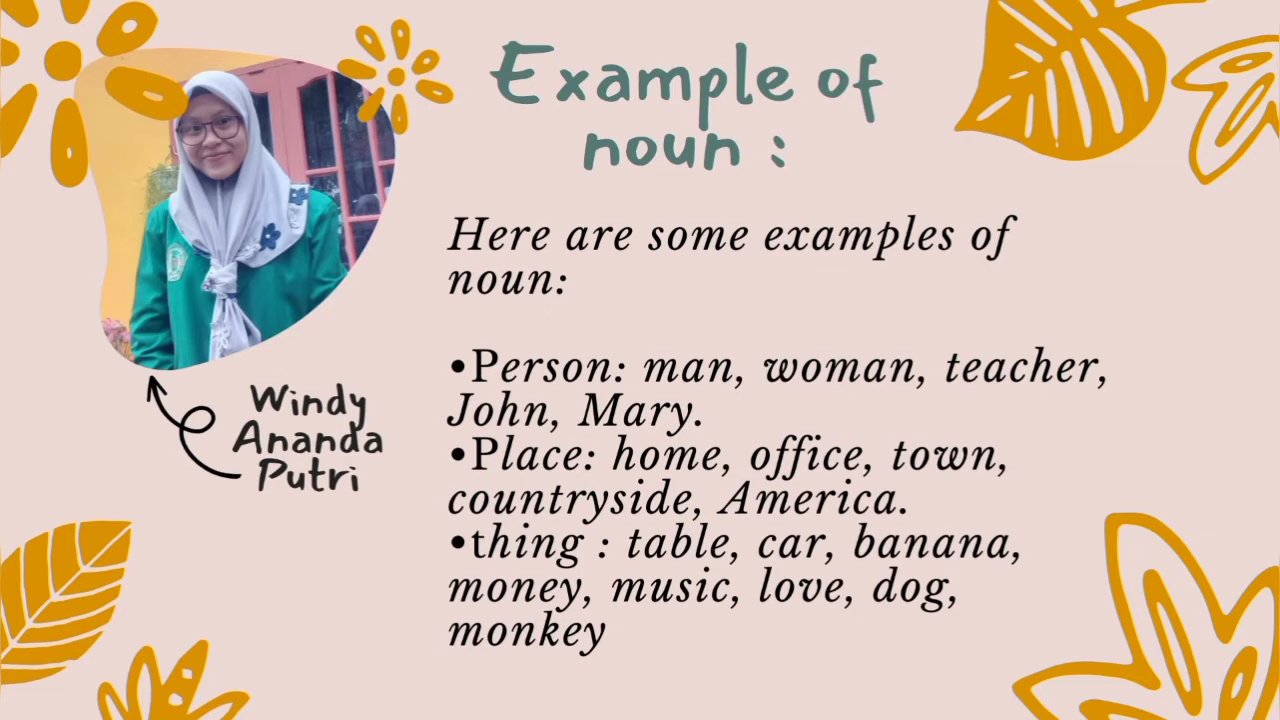 Example of
noun :
Here are some examples of
noun:
•Person: man, woman, teacher,
John, Mary.
•Place: home, office, town,
countryside, America.
•thing : table, car, banana,
money, music, love, dog,
monkey
Windy
Ananda
Putri